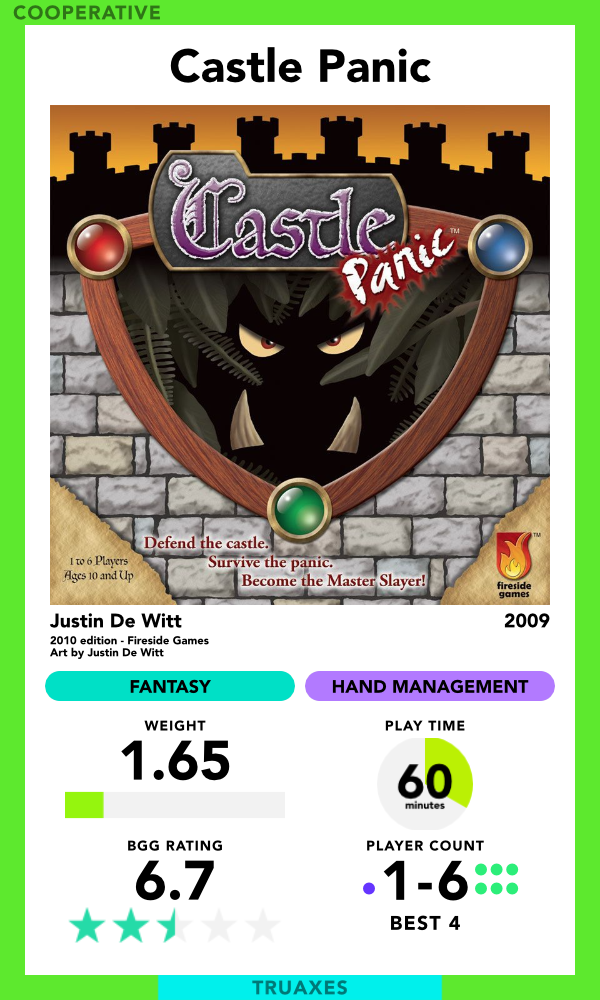 COOPERATIVE
Castle Panic
Castle
Panic™
Defend the castle.
Survive the panic.
Become the Master Slayer!
1 to 6 Players
Ages 10 and Up
™
fireside
games
Justin De Witt
2009
2010 edition - Fireside Games
Art by Justin De Witt
FANTASY
HAND MANAGEMENT
WEIGHT
1.65
PLAY TIME
60
minutes
BGG RATING
6.7
PLAYER COUNT
1-6
BEST 4
TRUAXES